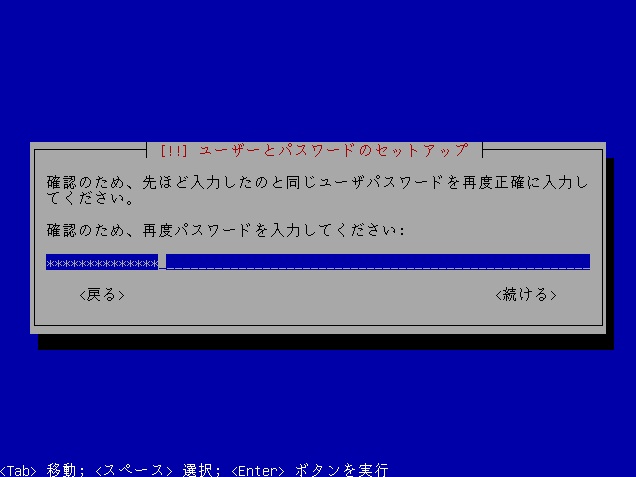 [!!] ユーザーとパスワードのセットアップ
確認のため、先ほど入力したのと同じユーザパスワードを再度正確に入力し
てください。
確認のため、再度パスワードを入力してください:
**************
<戻る> <続ける>
<Tab> 移動; <スペース> 選択; <Enter> ボタンを実行